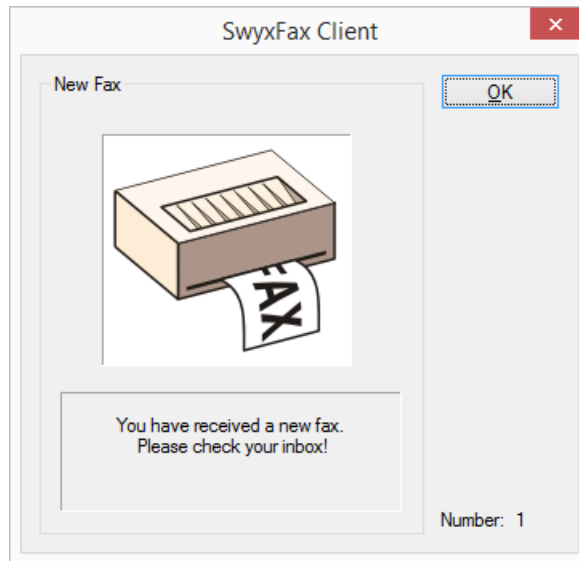 SwyxFax Client
New Fax
OK
FAX
You have received a new fax.
Please check your inbox!
Number: 1